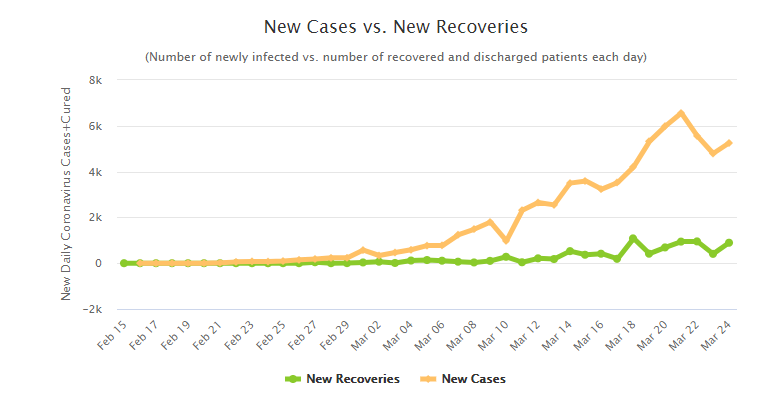 New Cases vs. New Recoveries
(Number of newly infected vs. number of recovered and discharged patients each day)
New Daily Coronavirus Cases+Cured
8k
6k
4k
2k
0
-2k
Feb 15
Feb 17
Feb 19
Feb 21
Feb 23
Feb 25
Feb 27
Feb 29
Mar 02
Mar 04
Mar 06
Mar 08
Mar 10
Mar 12
Mar 14
Mar 16
Mar 18
Mar 20
Mar 22
Mar 24
New Recoveries
New Cases